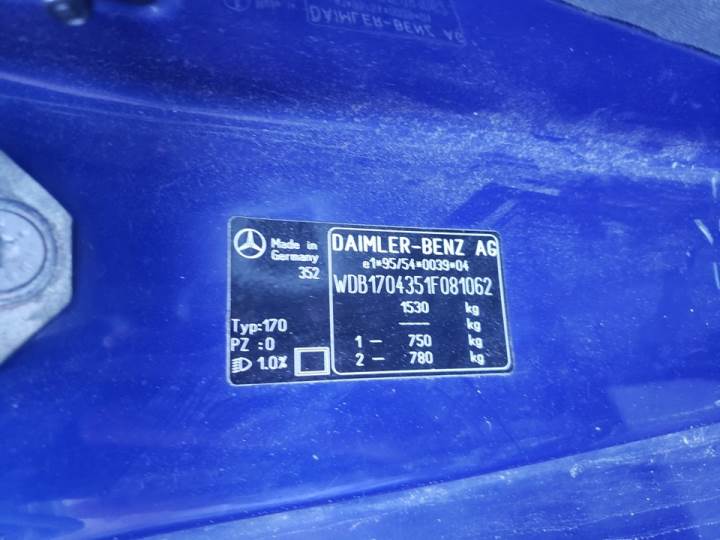 Made in
Germany
352
Typ:170
PZ :0
1.0%
DAIMLER-BENZ AG
e1*95/54*0039*04
WDB1704351F081062
1530 kg
—— kg
1 — 750 kg
2 — 780 kg
DAIMLER-BENZ AG